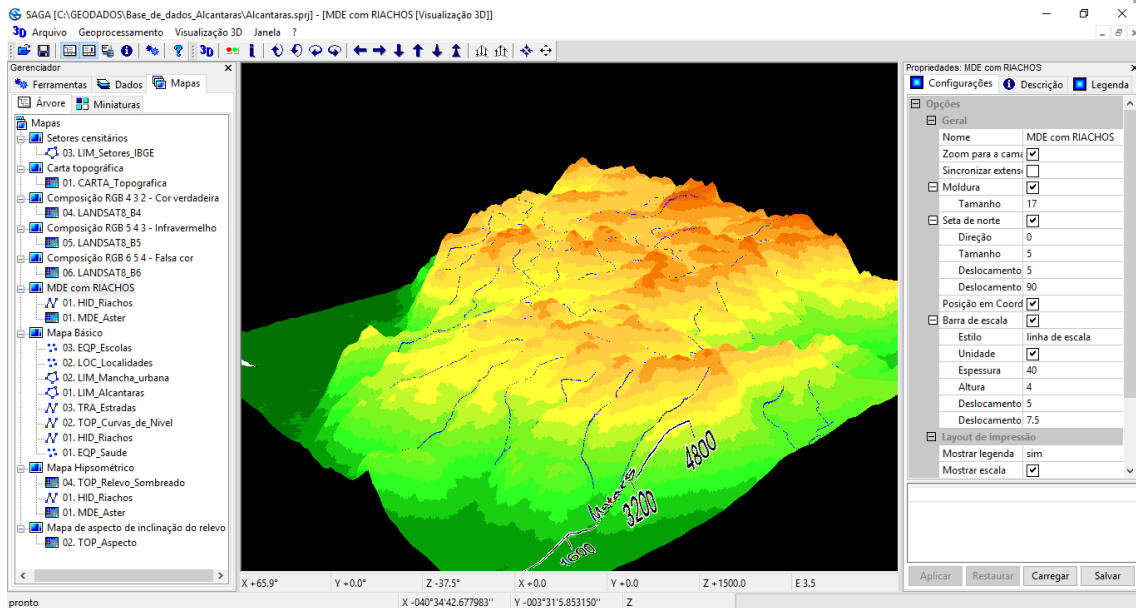 SAGA [C:\GEODADOS\Base_de_dados_Alcantaras\Alcantaras.sprj] - [MDE com RIACHOS [Visualização 3D]]
3D Arquivo Geoprocessamento Visualização 3D Janela ?
3D
Gerenciador
Ferramentas Dados Mapas
Árvore Miniaturas
Mapas
Setores censitários
03. LIM_Setores_IBGE
Carta topográfica
01. CARTA_Topografica
Composição RGB 4 3 2 - Cor verdadeira
04. LANDSAT8_B4
Composição RGB 5 4 3 - Infravermelho
05. LANDSAT8_B5
Composição RGB 6 5 4 - Falsa cor
06. LANDSAT8_B6
MDE com RIACHOS
01. HID_Riachos
01. MDE_Aster
Mapa Básico
03. EQP_Escolas
02. LOC_Localidades
02. LIM_Mancha_urbana
01. LIM_Alcantaras
03. TRA_Estradas
02. TOP_Curvas_de_Nivel
01. HID_Riachos
01. EQP_Saude
Mapa Hipsométrico
04. TOP_Relevo_Sombreado
01. HID_Riachos
01. MDE_Aster
Mapa de aspecto de inclinação do relevo
02. TOP_Aspecto
4800
3200
1600
X +65.9° Y +0.0° Z -37.5° X +0.0 Y +0.0 Z +1500.0 E 3.5
Propriedades: MDE com RIACHOS
Configurações Descrição Legenda
Opções
Geral
Nome MDE com RIACHOS
Zoom para a cama
Sincronizar extens
Moldura
Tamanho 17
Seta de norte
Direção 0
Tamanho 5
Deslocamento 5
Deslocamento 90
Posição em Coord
Barra de escala
Estilo linha de escala
Unidade
Espessura 40
Altura 4
Deslocamento 5
Deslocamento 7.5
Layout de impressão
Mostrar legenda sim
Mostrar escala
Aplicar Restaurar Carregar Salvar
pronto X -040°34'42.677983'' Y -003°31'5.853150'' Z